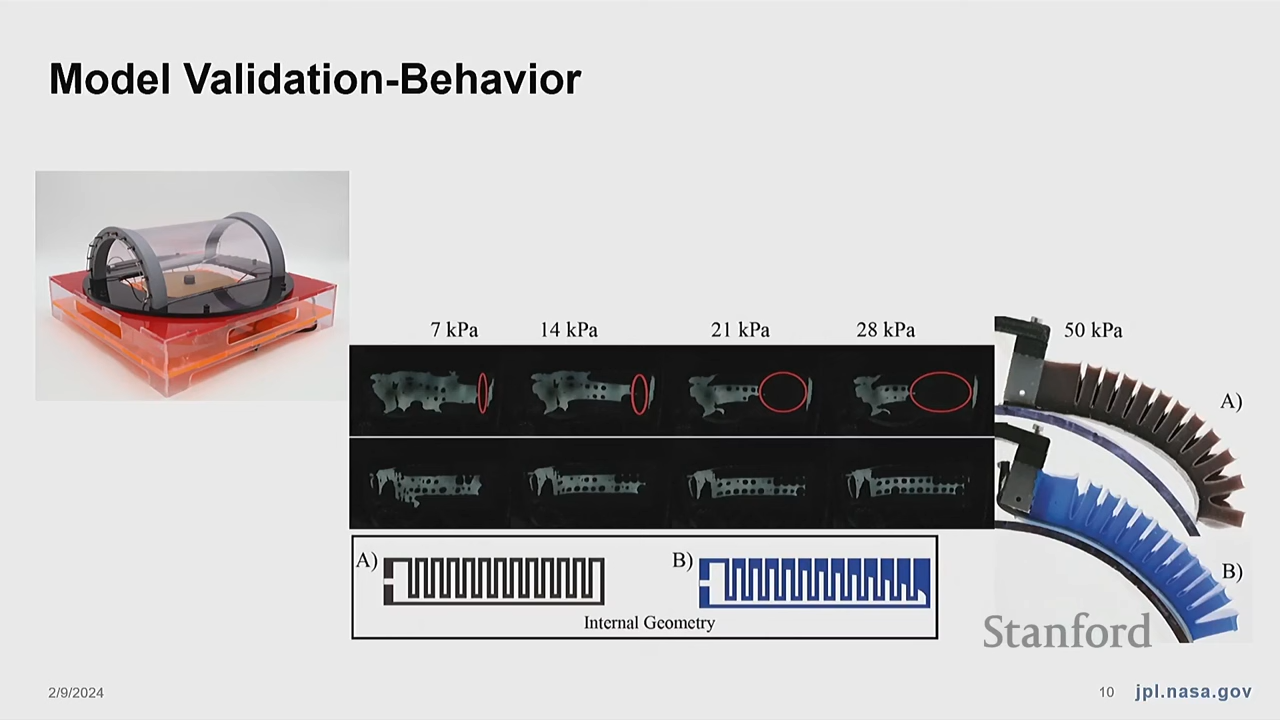 Model Validation-Behavior
7 kPa
14 kPa
21 kPa
28 kPa
50 kPa
A)
B)
A)
B)
Internal Geometry
Stanford
2/9/2024
10
jpl.nasa.gov